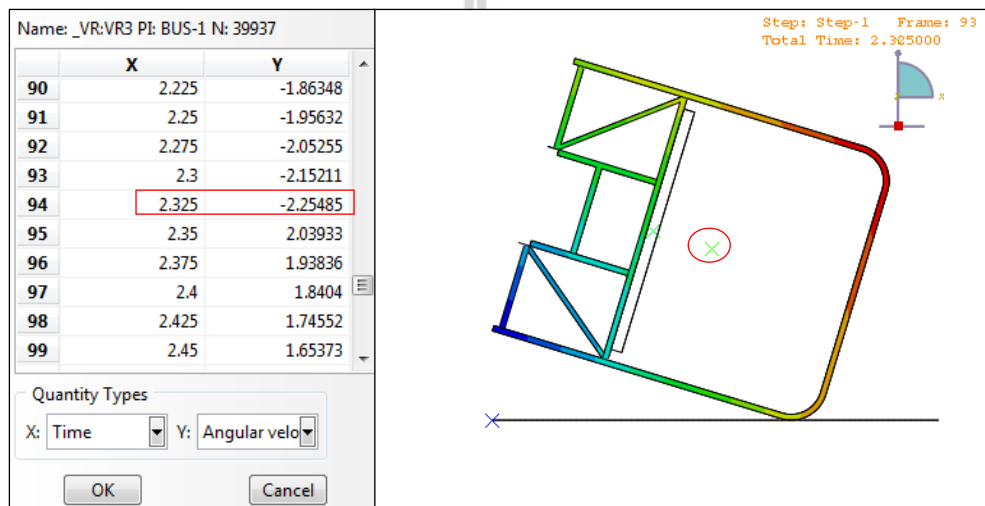 Name: _VR:VR3 PI: BUS-1 N: 39937
X Y
90 2.225 -1.86348
91 2.25 -1.95632
92 2.275 -2.05255
93 2.3 -2.15211
94 2.325 -2.25485
95 2.35 2.03933
96 2.375 1.93836
97 2.4 1.8404
98 2.425 1.74552
99 2.45 1.65373
Quantity Types
X: Time Y: Angular velo
OK Cancel
Step: Step-1 Frame: 93
Total Time: 2.325000
x